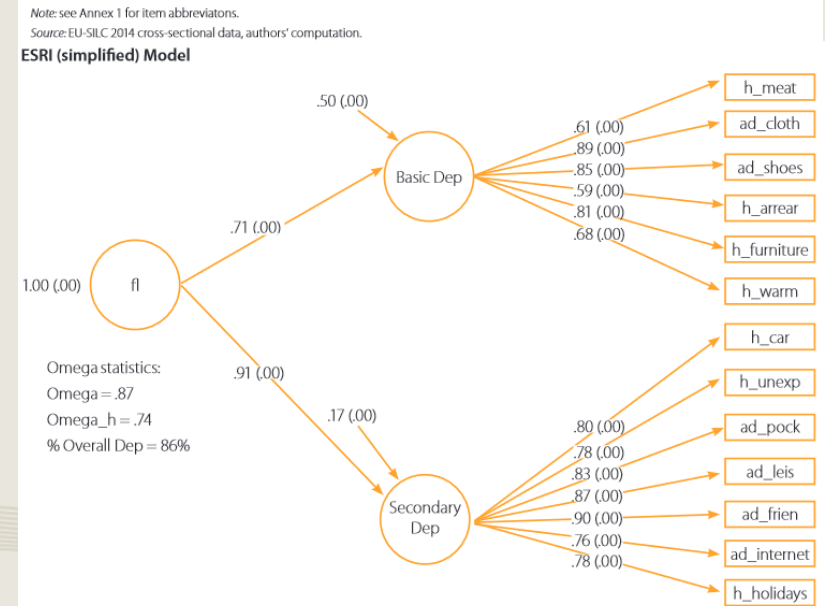 Note: see Annex 1 for item abbreviatons.
Source: EU-SILC 2014 cross-sectional data, authors' computation.
ESRI (simplified) Model
.50 (.00)
Basic Dep
.61 (.00)
.89 (.00)
.85 (.00)
.59 (.00)
.81 (.00)
.68 (.00)
h_meat
ad_cloth
ad_shoes
h_arrear
h_furniture
h_warm
.71 (.00)
1.00 (.00)
fl
.91 (.00)
Omega statistics:
Omega = .87
Omega_h = .74
% Overall Dep = 86%
.17 (.00)
Secondary
Dep
.80 (.00)
.78 (.00)
.83 (.00)
.87 (.00)
.90 (.00)
.76 (.00)
.78 (.00)
h_car
h_unexp
ad_pock
ad_leis
ad_frien
ad_internet
h_holidays